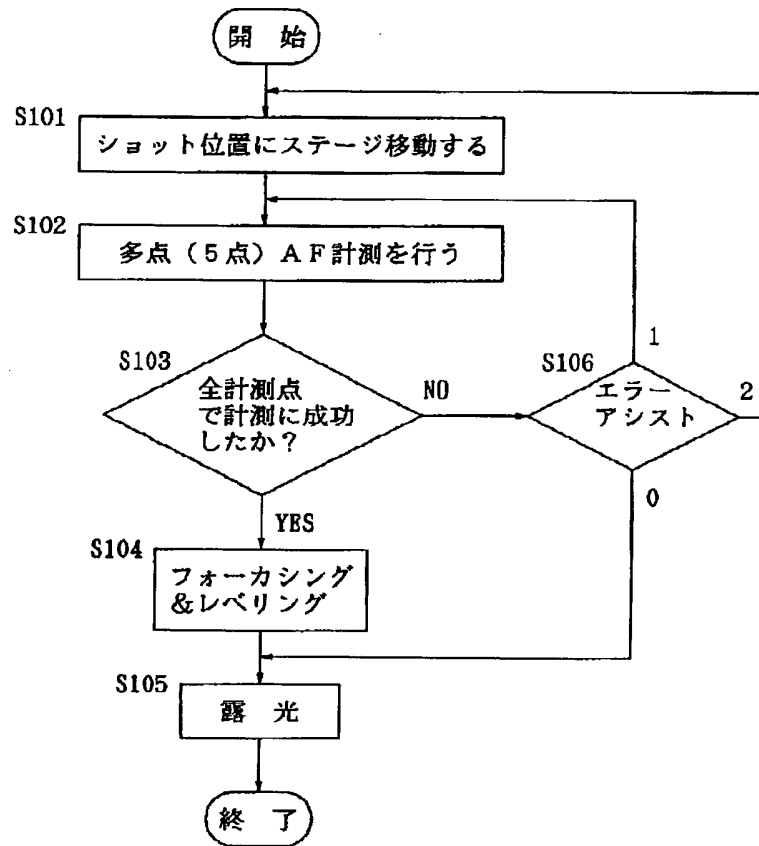 開 始
S101
ショット位置にステージ移動する
S102
多点(5点)AF計測を行う
S103
全計測点
で計測に成功
したか?
NO
S106
エラー
アシスト
1
2
0
YES
S104
フォーカシング
&レベリング
S105
露 光
終 了